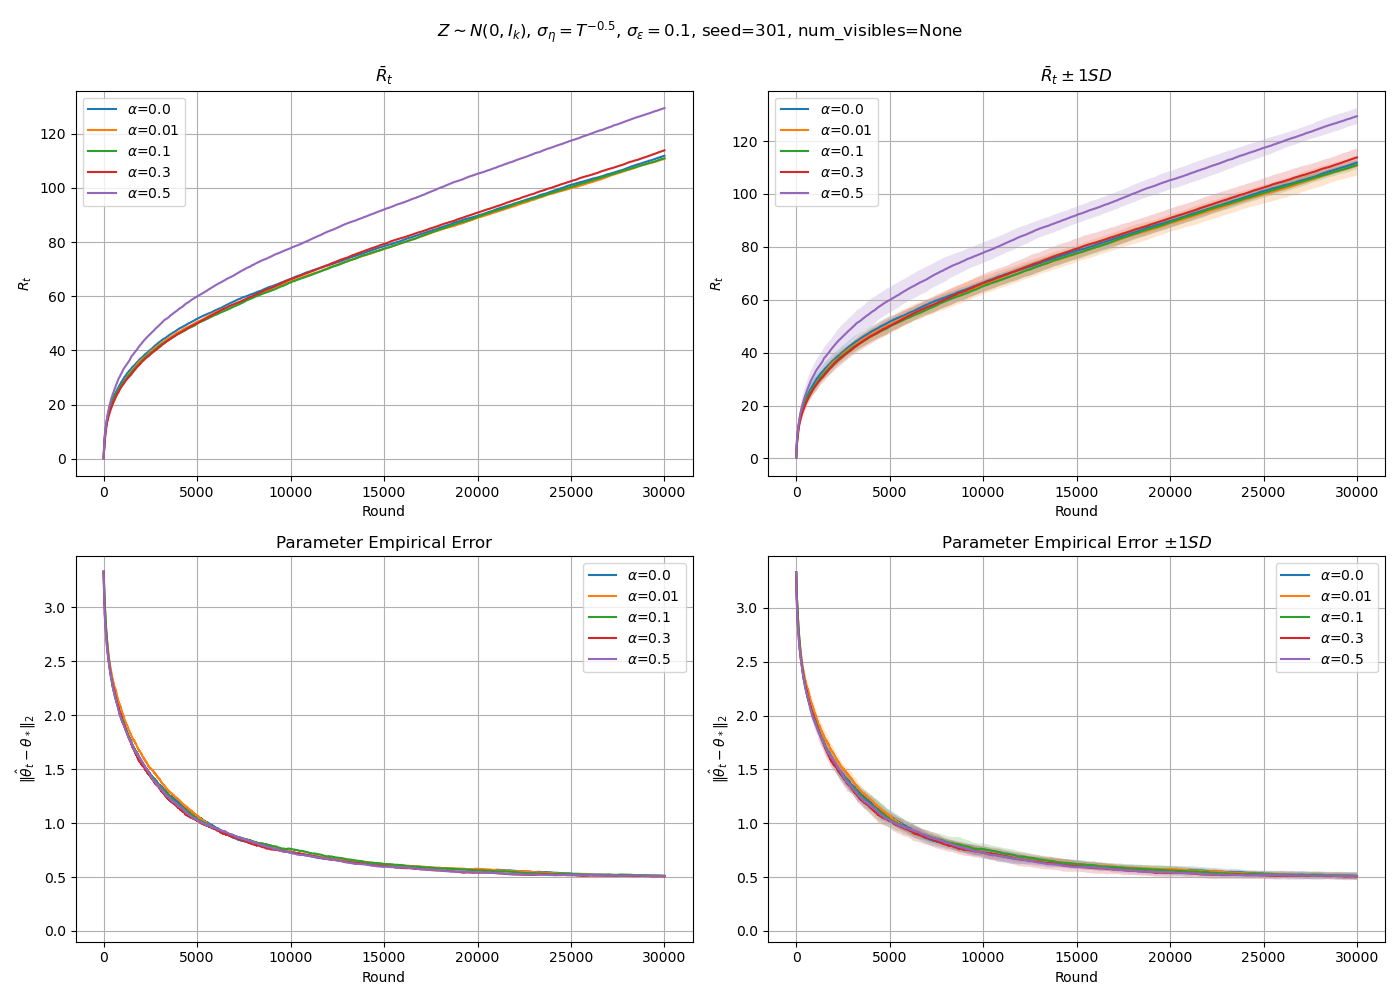 Z ∼ N(0, I_k), σ_η = T^{−0.5}, σ_ε = 0.1, seed=301, num_visibles=None
R̄_t
R_t
120
100
80
60
40
20
0
α=0.0
α=0.01
α=0.1
α=0.3
α=0.5
0 5000 10000 15000 20000 25000 30000
Round
R̄_t ± 1SD
R_t
120
100
80
60
40
20
0
α=0.0
α=0.01
α=0.1
α=0.3
α=0.5
0 5000 10000 15000 20000 25000 30000
Round
Parameter Empirical Error
‖θ̂_t − θ_*‖_2
3.0
2.5
2.0
1.5
1.0
0.5
0.0
α=0.0
α=0.01
α=0.1
α=0.3
α=0.5
0 5000 10000 15000 20000 25000 30000
Round
Parameter Empirical Error ±1SD
‖θ̂_t − θ_*‖_2
3.0
2.5
2.0
1.5
1.0
0.5
0.0
α=0.0
α=0.01
α=0.1
α=0.3
α=0.5
0 5000 10000 15000 20000 25000 30000
Round